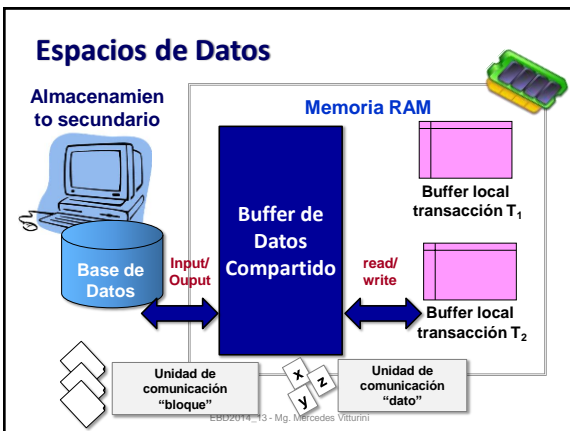 Espacios de Datos
Almacenamien
to secundario
Memoria RAM
Buffer local
transacción T1
Buffer de
Datos
Compartido
Base de
Datos
Input/
Ouput
read/
write
Buffer local
transacción T2
Unidad de
comunicación
“bloque”
x
z
y
Unidad de
comunicación
“dato”
EBD2014_13 - Mg. Mercedes Vitturini